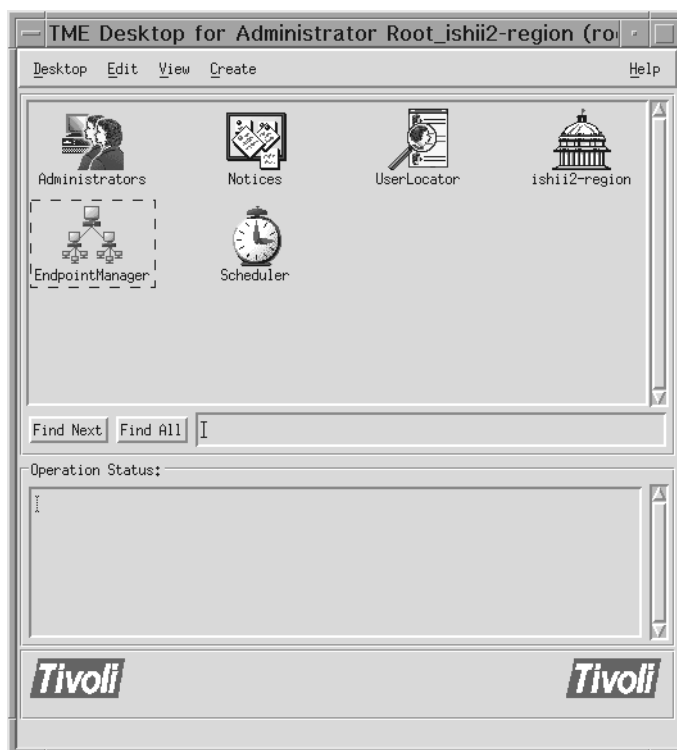 TME Desktop for Administrator Root_ishii2-region (ro
Desktop Edit View Create Help
Administrators Notices UserLocator ishii2-region
EndpointManager Scheduler
Find Next Find All
Operation Status:
Tivoli Tivoli